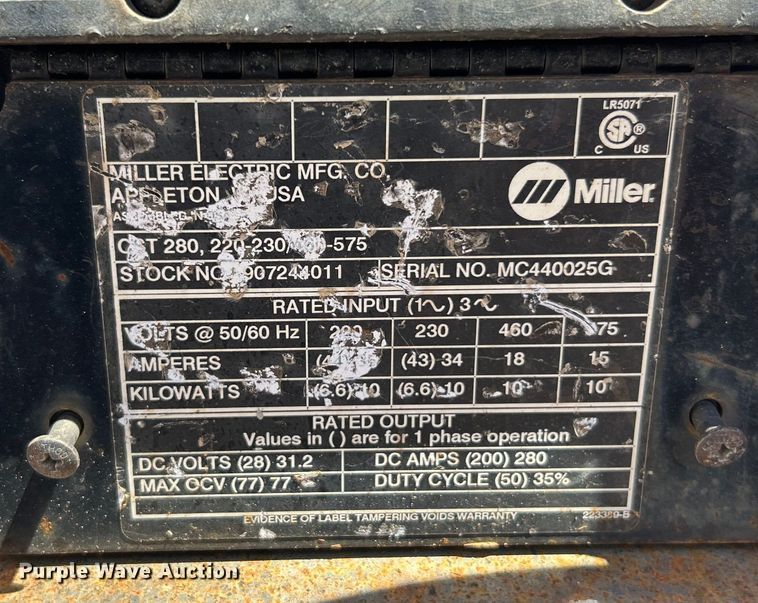 LR5071
CSA ®
C US
MILLER ELECTRIC MFG. CO.
APPLETON USA
Miller®
CST 280, 220-230/ -575
STOCK NO. 907244011
SERIAL NO. MC440025G
RATED INPUT (1∿) 3∿
VOLTS @ 50/60 Hz 230 460 575
AMPERES (43) 34 18 15
KILOWATTS (6.6) 10 (6.6) 10 10 10
RATED OUTPUT
Values in ( ) are for 1 phase operation
DC VOLTS (28) 31.2 DC AMPS (200) 280
MAX OCV (77) 77 DUTY CYCLE (50) 35%
EVIDENCE OF LABEL TAMPERING VOIDS WARRANTY
Purple Wave Auction